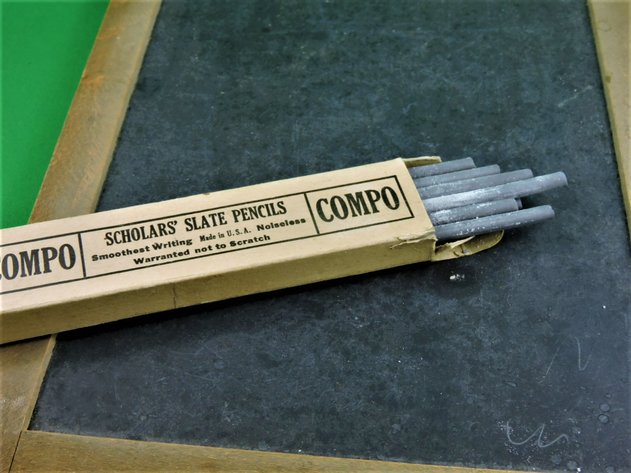 COMPO
SCHOLARS' SLATE PENCILS
Smoothest Writing Made in U.S.A. Noiseless
Warranted not to Scratch
COMPO